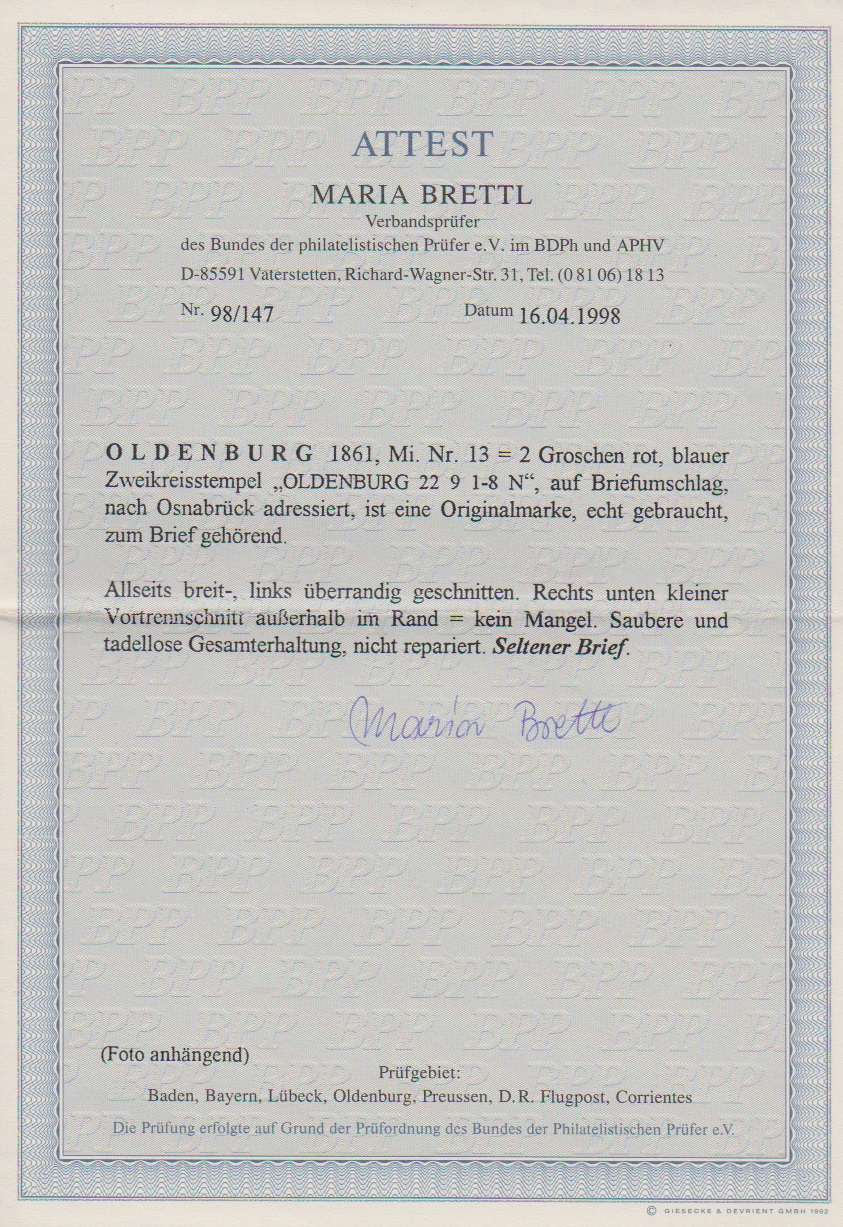 ATTEST
MARIA BRETTL
Verbandsprüfer
des Bundes der philatelistischen Prüfer e.V. im BDPh und APHV
D-85591 Vaterstetten, Richard-Wagner-Str. 31, Tel. (0 81 06) 18 13
Nr. 98/147 Datum 16.04.1998
OLDENBURG 1861, Mi. Nr. 13 = 2 Groschen rot, blauer
Zweikreisstempel „OLDENBURG 22 9 1-8 N“, auf Briefumschlag,
nach Osnabrück adressiert, ist eine Originalmarke, echt gebraucht,
zum Brief gehörend.
Allseits breit-, links überrandig geschnitten. Rechts unten kleiner
Vortrennschnitt außerhalb im Rand = kein Mangel. Saubere und
tadellose Gesamterhaltung, nicht repariert. Seltener Brief.
Maria Brettl
(Foto anhängend)
Prüfgebiet:
Baden, Bayern, Lübeck, Oldenburg, Preussen, D.R. Flugpost, Corrientes
Die Prüfung erfolgte auf Grund der Prüfordnung des Bundes der Philatelistischen Prüfer e.V.
© GIESECKE & DEVRIENT GMBH 1992